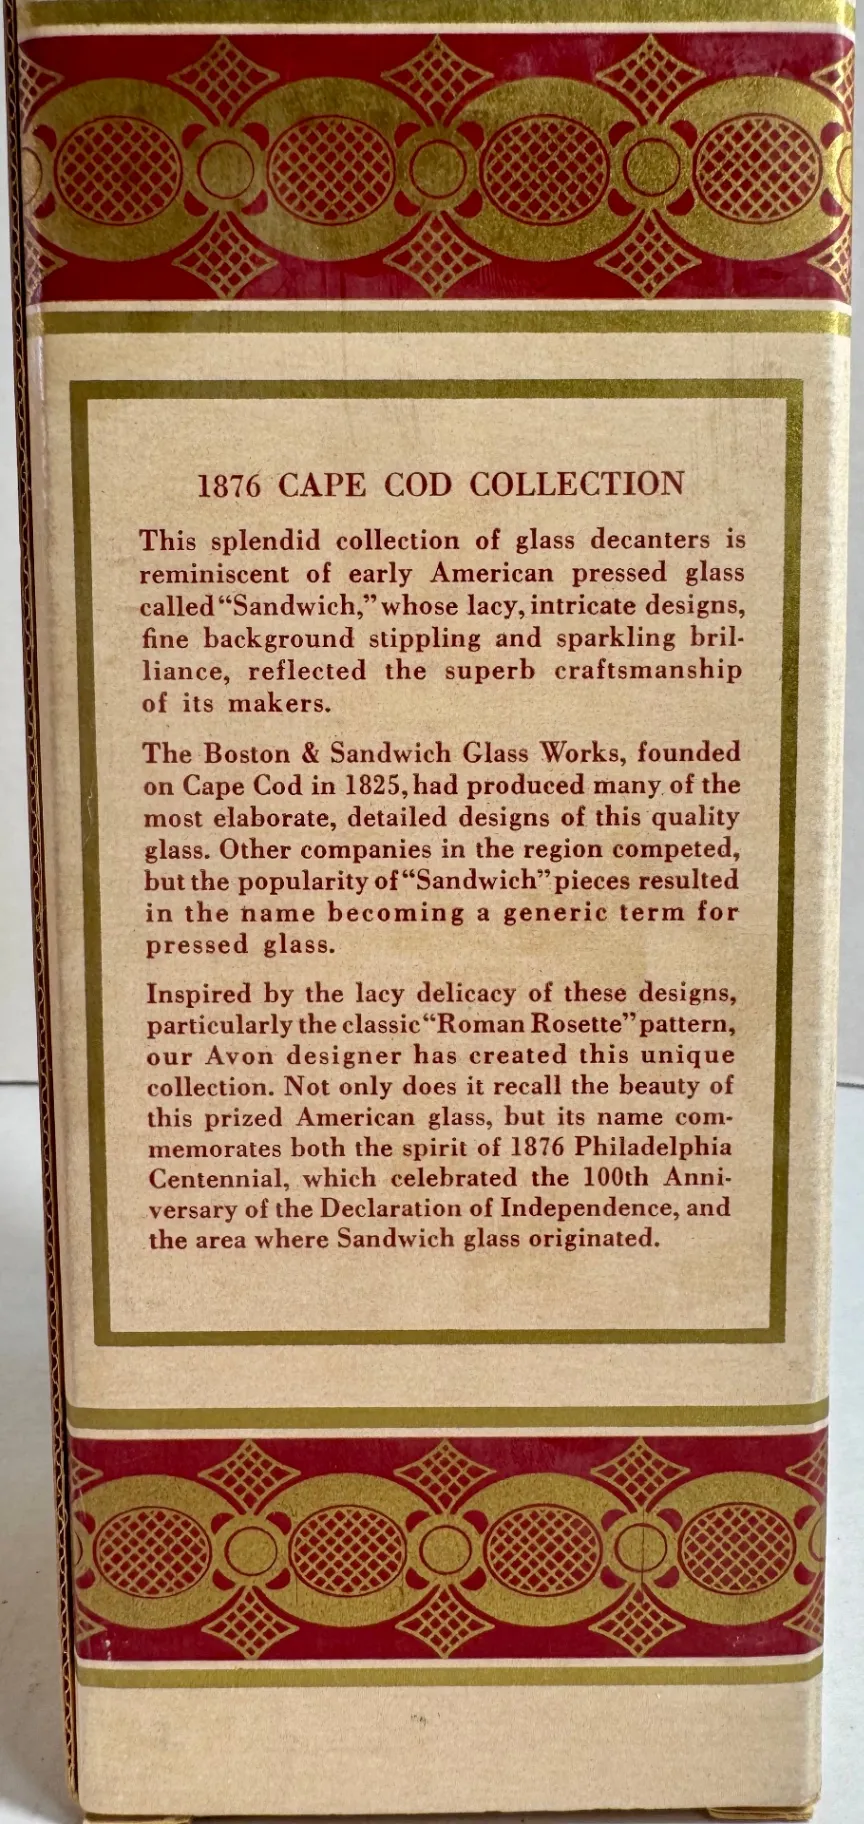 1876 CAPE COD COLLECTION
This splendid collection of glass decanters is
reminiscent of early American pressed glass
called “Sandwich,” whose lacy, intricate designs,
fine background stippling and sparkling bril-
liance, reflected the superb craftsmanship
of its makers.
The Boston & Sandwich Glass Works, founded
on Cape Cod in 1825, had produced many of the
most elaborate, detailed designs of this quality
glass. Other companies in the region competed,
but the popularity of “Sandwich” pieces resulted
in the name becoming a generic term for
pressed glass.
Inspired by the lacy delicacy of these designs,
particularly the classic “Roman Rosette” pattern,
our Avon designer has created this unique
collection. Not only does it recall the beauty of
this prized American glass, but its name com-
memorates both the spirit of 1876 Philadelphia
Centennial, which celebrated the 100th Anni-
versary of the Declaration of Independence, and
the area where Sandwich glass originated.